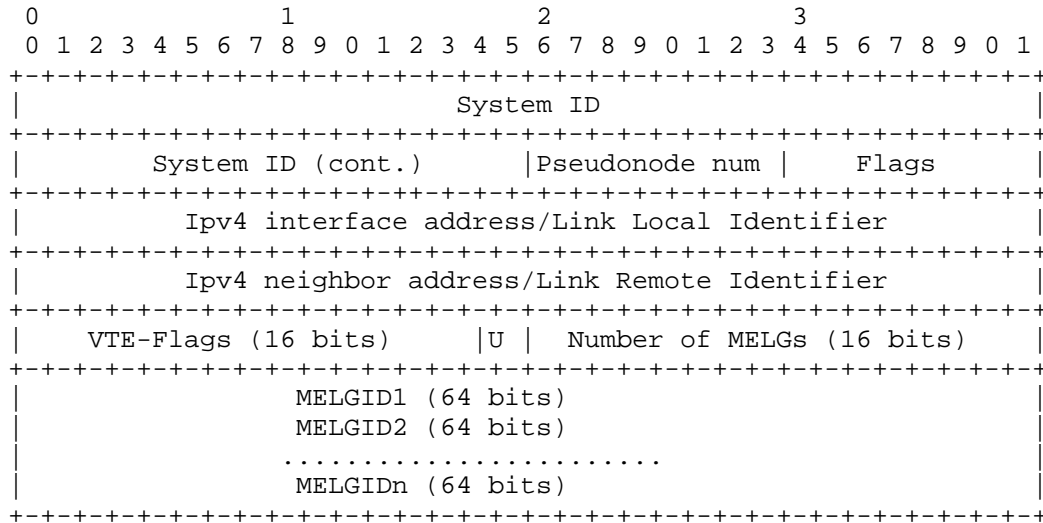 0                   1                   2                   3
 0 1 2 3 4 5 6 7 8 9 0 1 2 3 4 5 6 7 8 9 0 1 2 3 4 5 6 7 8 9 0 1
+-+-+-+-+-+-+-+-+-+-+-+-+-+-+-+-+-+-+-+-+-+-+-+-+-+-+-+-+-+-+-+-+
|                          System ID                            |
+-+-+-+-+-+-+-+-+-+-+-+-+-+-+-+-+-+-+-+-+-+-+-+-+-+-+-+-+-+-+-+-+
|        System ID (cont.)      |Pseudonode num |    Flags      |
+-+-+-+-+-+-+-+-+-+-+-+-+-+-+-++-+-+-+-+-+-+-+-+-+-+-+-+-+-+-+-+
|          Ipv4 interface address/Link Local Identifier         |
+-+-+-+-+-+-+-+-+-+-+-+-+-+-+-+-+-+-+-+-+-+-+-+-+-+-+-+-+-+-+-+-+
|          Ipv4 neighbor address/Link Remote Identifier         |
+-+-+-+-+-+-+-+-+-+-+-+-+-+-+-+-+-+-+-+-+-+-+-+-+-+-+-+-+-+-+-+-+
|    VTE-Flags (16 bits)     |U |  Number of MELGs (16 bits)    |
+-+-+-+-+-+-+-+-+-+-+-+-+-+-+-+-+-+-+-+-+-+-+-+-+-+-+-+-+-+-+-+-+
|                 MELGID1 (64 bits)                             |
|                 MELGID2 (64 bits)                             |
|                ........................                       |
|                 MELGIDn (64 bits)                             |
+-+-+-+-+-+-+-+-+-+-+-+-+-+-+-+-+-+-+-+-+-+-+-+-+-+-+-+-+-+-+-+-+